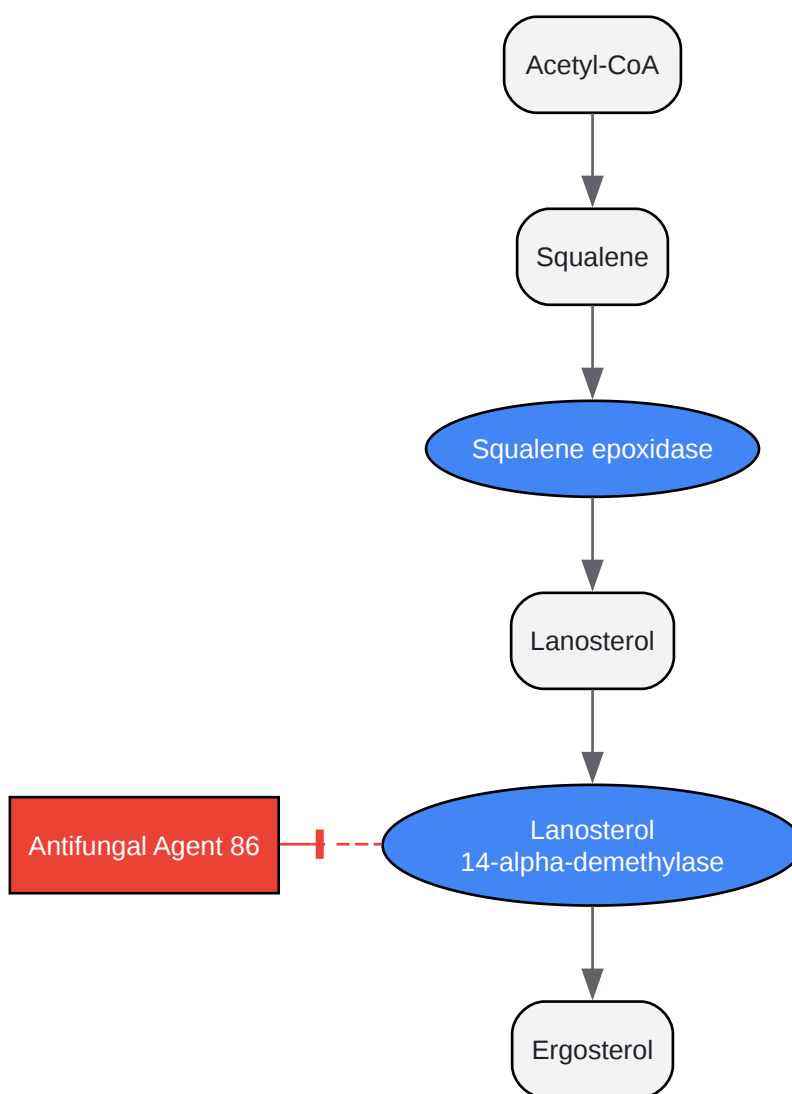 Acetyl-CoA
Squalene
Squalene epoxidase
Lanosterol
Antifungal Agent 86
Lanosterol
14-alpha-demethylase
Ergosterol